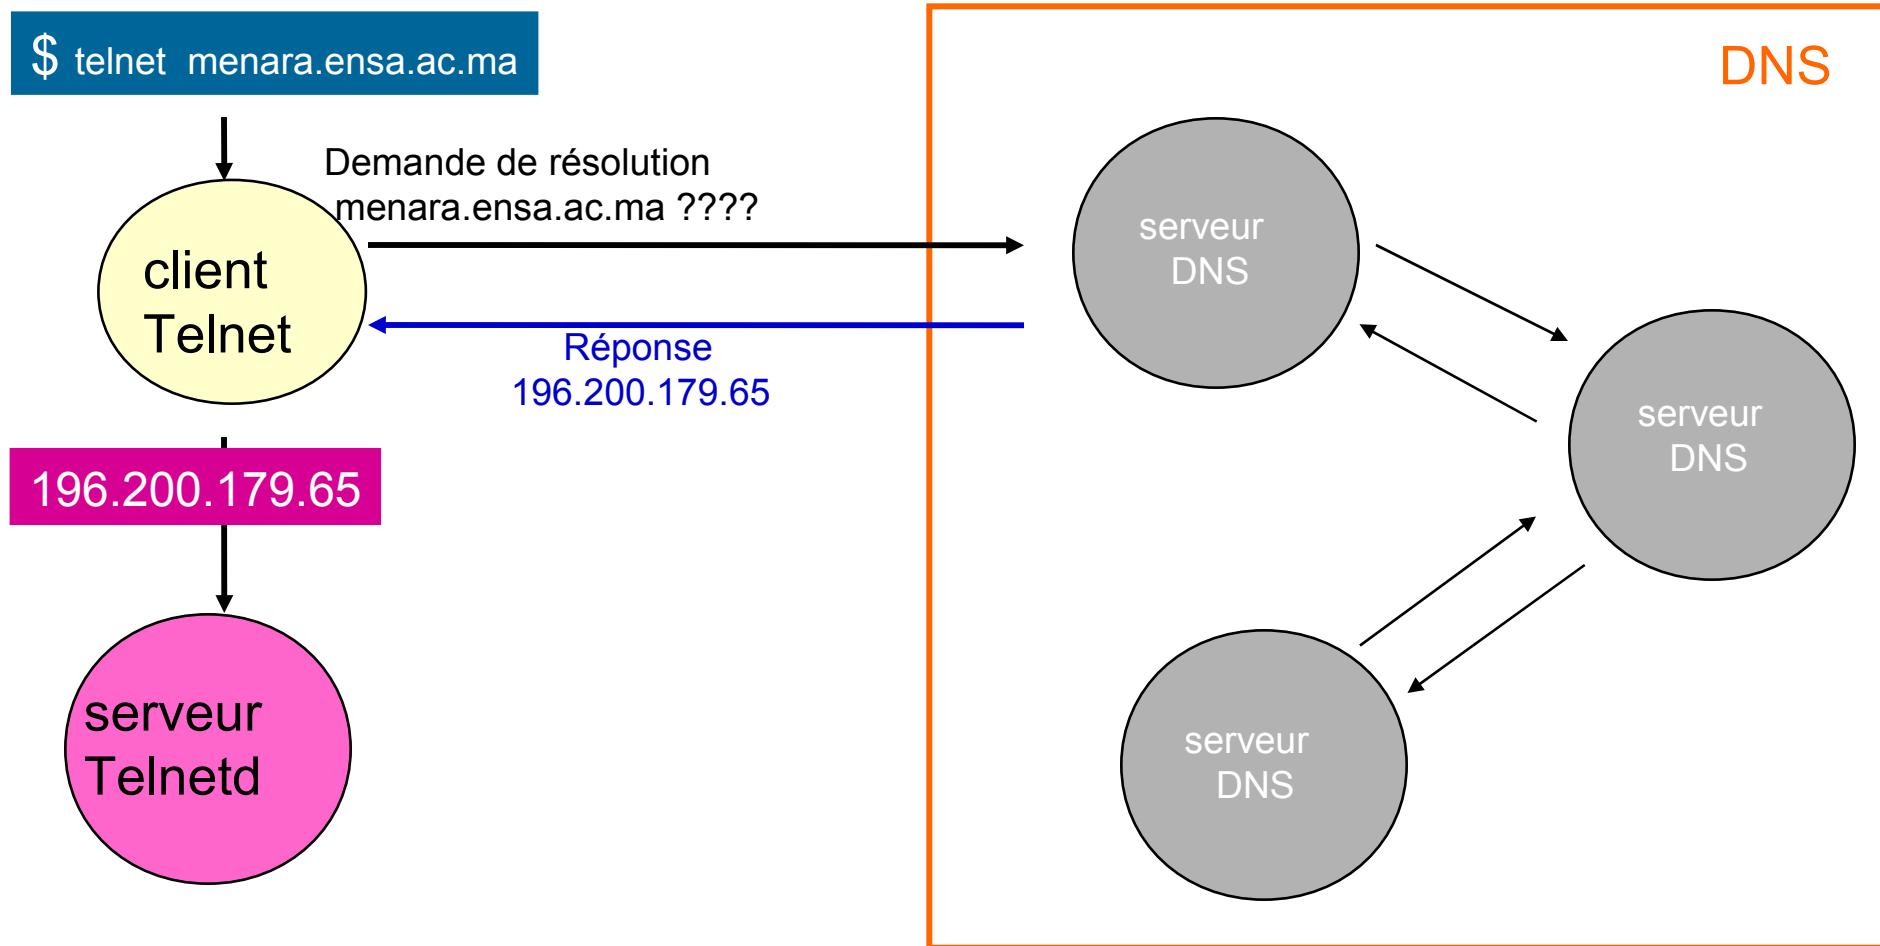 $ telnet menara.ensa.ac.ma
DNS
Demande de résolution
menara.ensa.ac.ma ????
client
Telnet
Réponse
196.200.179.65
serveur
DNS
serveur
DNS
196.200.179.65
serveur
Telnetd
serveur
DNS